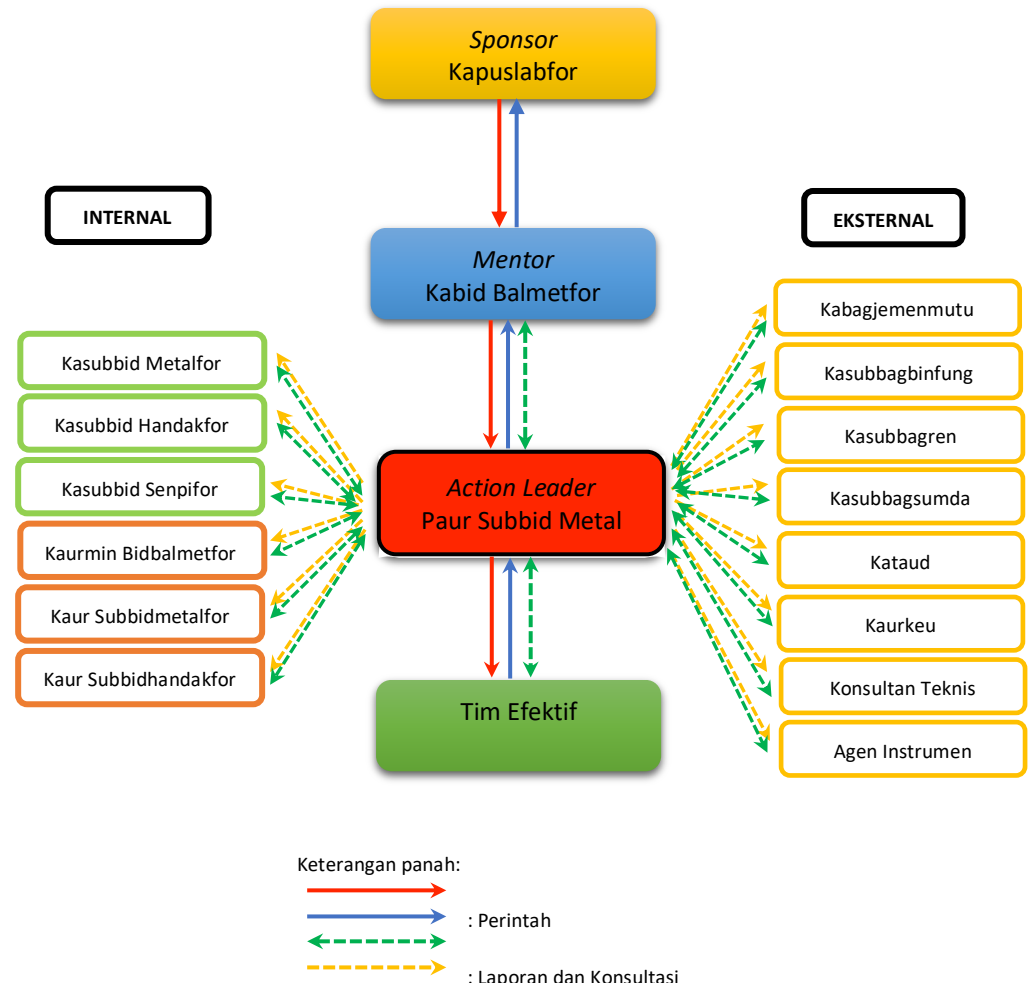 Sponsor
Kapuslabfor
INTERNAL
EKSTERNAL
Mentor
Kabid Balmetfor
Kasubbid Metalfor
Kasubbid Handakfor
Kasubbid Senpifor
Kaurmin Bidbalmetfor
Kaur Subbidmetalfor
Kaur Subbidhandakfor
Action Leader
Paur Subbid Metal
Kabagjemenmutu
Kasubbagbinfung
Kasubbagren
Kasubbagsumda
Kataud
Kaurkeu
Konsultan Teknis
Agen Instrumen
Tim Efektif
Keterangan panah:
: Perintah
: Laporan dan Konsultasi